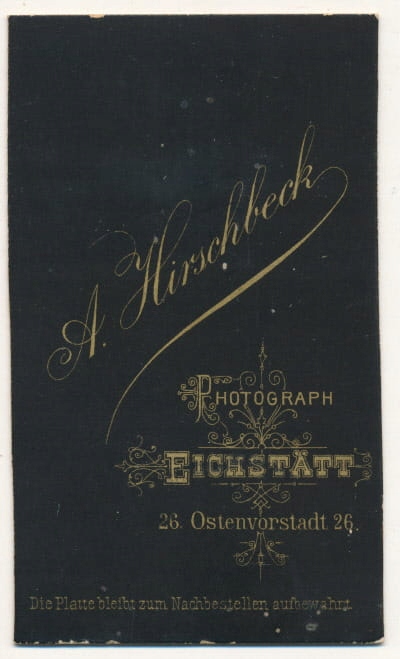 A. Hirschbeck
PHOTOGRAPH
EICHSTÄTT
26. Ostenvorstadt 26.
Die Platte bleibt zum Nachbestellen aufbewahrt.